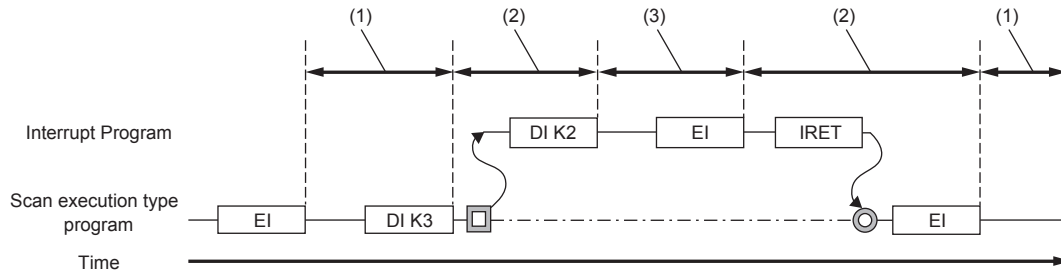 (1) (2) (3) (2) (1)
Interrupt Program DI K2 EI IRET
Scan execution type
program EI DI K3 EI
Time